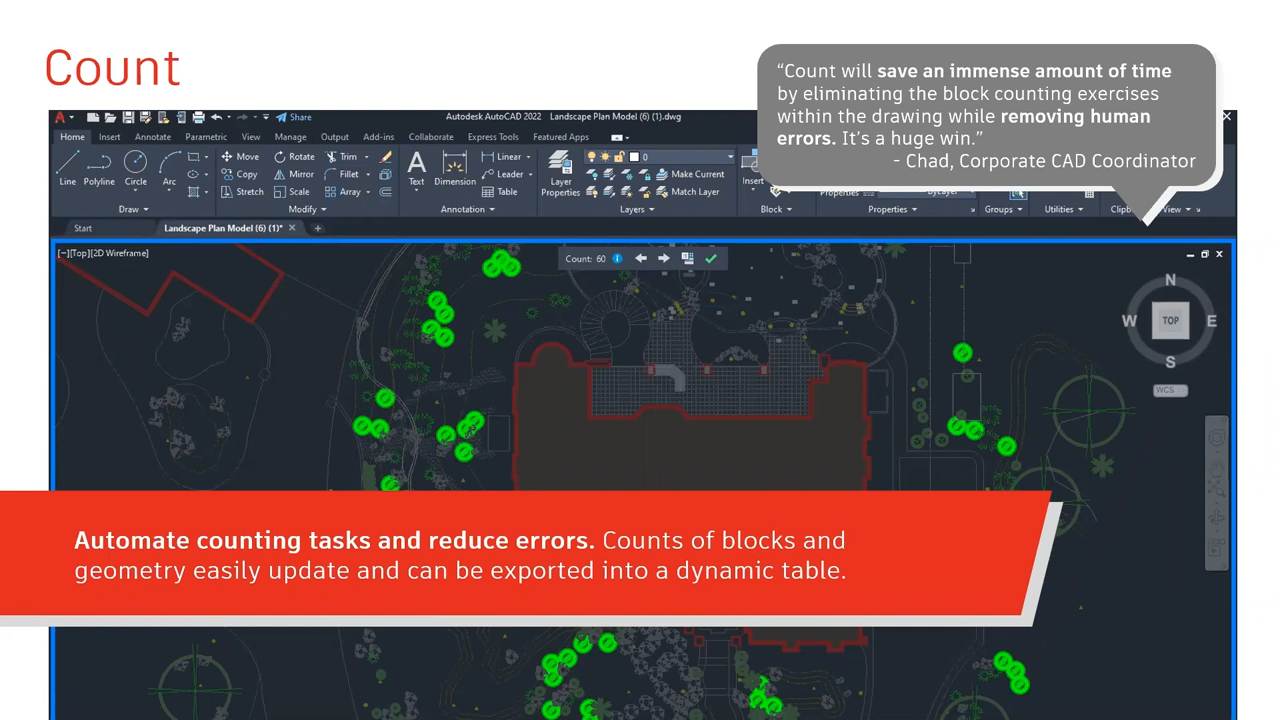 Count
“Count will save an immense amount of time
by eliminating the block counting exercises
within the drawing while removing human
errors. It’s a huge win.”
- Chad, Corporate CAD Coordinator
Share
Autodesk AutoCAD 2022 Landscape Plan Model (6) (1).dwg
Home Insert Annotate Parametric View Manage Output Add-ins Collaborate Express Tools Featured Apps
Line Polyline Circle Arc
Move Rotate Trim
Copy Mirror Fillet
Stretch Scale Array
Text Dimension
Linear
Leader
Table
Layer
Properties
0
Make Current
Match Layer
Insert
Properties
ByLayer
Draw Modify Annotation Layers Block Properties Groups Utilities Clipb View
Start Landscape Plan Model (6) (1)*
[−][Top][2D Wireframe]
Count: 60
N
W TOP E
S
WCS
Automate counting tasks and reduce errors. Counts of blocks and
geometry easily update and can be exported into a dynamic table.